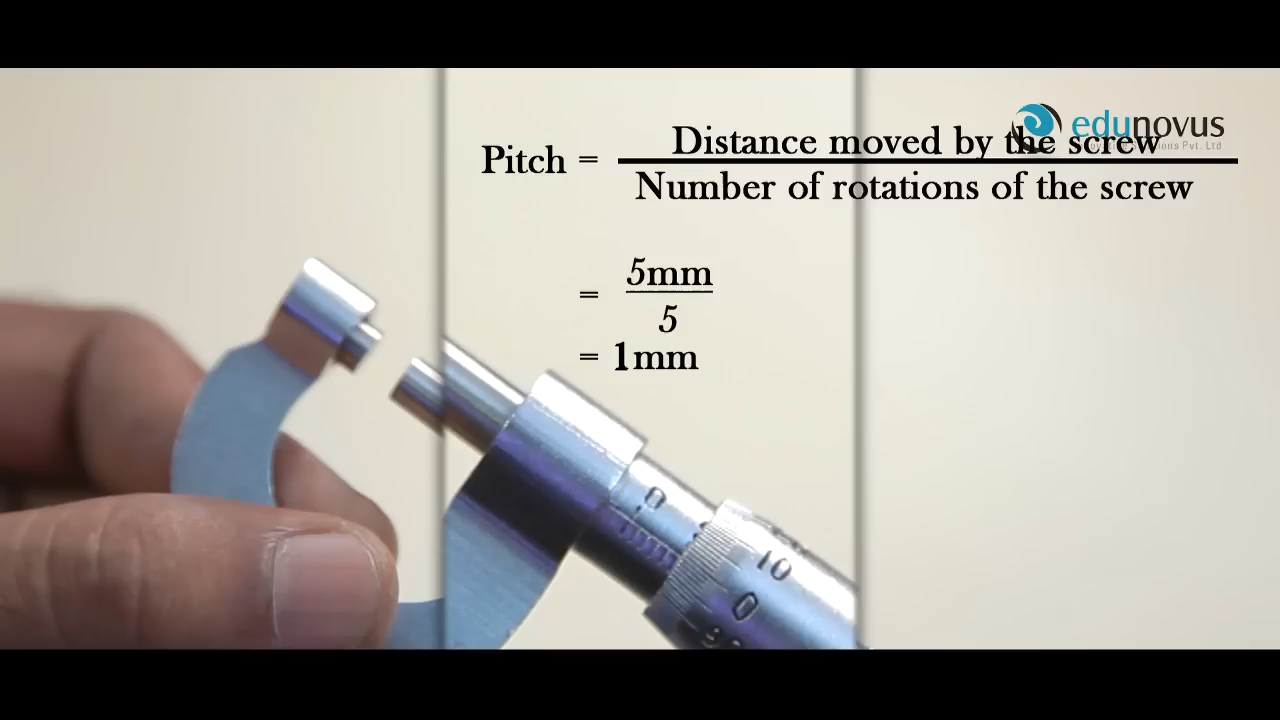 edunovus
Distance moved by the screw
Pitch =
Number of rotations of the screw
= 5mm
5
= 1mm
0
10
0